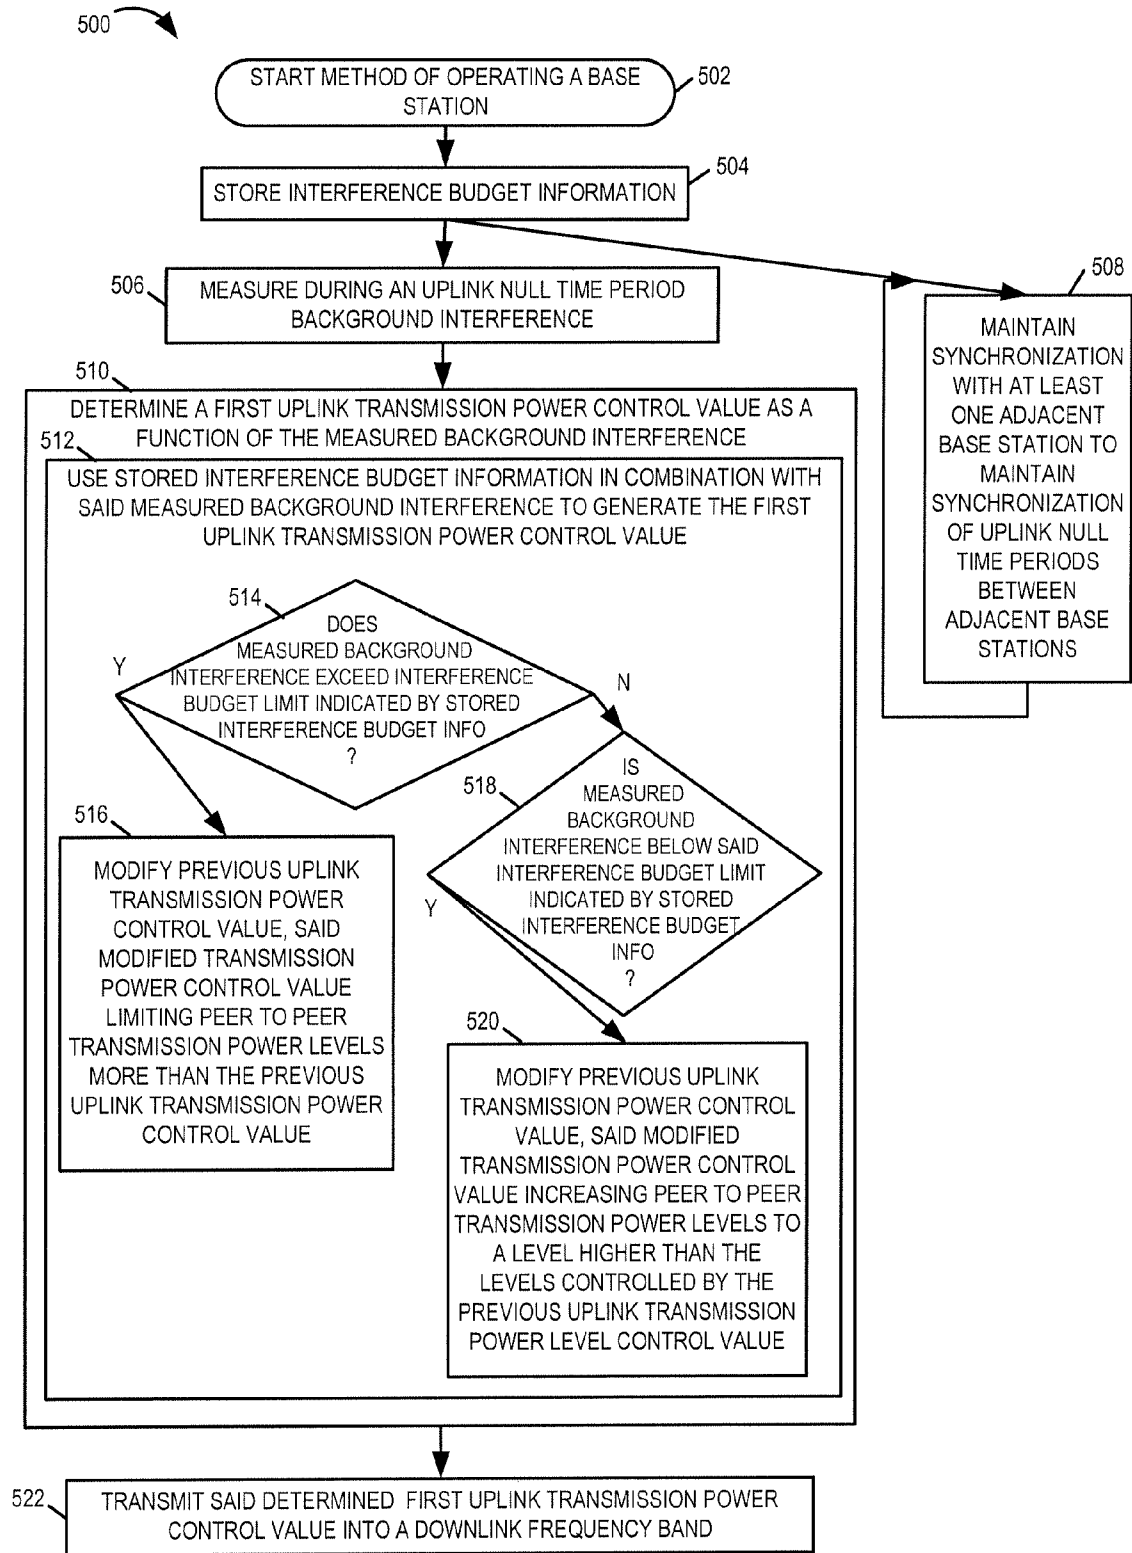 500
START METHOD OF OPERATING A BASE
STATION
502
STORE INTERFERENCE BUDGET INFORMATION
504
506
MEASURE DURING AN UPLINK NULL TIME PERIOD
BACKGROUND INTERFERENCE
508
MAINTAIN
SYNCHRONIZATION
WITH AT LEAST
ONE ADJACENT
BASE STATION TO
MAINTAIN
SYNCHRONIZATION
OF UPLINK NULL
TIME PERIODS
BETWEEN
ADJACENT BASE
STATIONS
510
DETERMINE A FIRST UPLINK TRANSMISSION POWER CONTROL VALUE AS A
FUNCTION OF THE MEASURED BACKGROUND INTERFERENCE
512
USE STORED INTERFERENCE BUDGET INFORMATION IN COMBINATION WITH
SAID MEASURED BACKGROUND INTERFERENCE TO GENERATE THE FIRST
UPLINK TRANSMISSION POWER CONTROL VALUE
514
DOES
MEASURED BACKGROUND
INTERFERENCE EXCEED INTERFERENCE
BUDGET LIMIT INDICATED BY STORED
INTERFERENCE BUDGET INFO
?
Y
N
516
MODIFY PREVIOUS UPLINK
TRANSMISSION POWER
CONTROL VALUE, SAID
MODIFIED TRANSMISSION
POWER CONTROL VALUE
LIMITING PEER TO PEER
TRANSMISSION POWER LEVELS
MORE THAN THE PREVIOUS
UPLINK TRANSMISSION POWER
CONTROL VALUE
518
IS
MEASURED
BACKGROUND
INTERFERENCE BELOW SAID
INTERFERENCE BUDGET LIMIT
INDICATED BY STORED
INTERFERENCE BUDGET
INFO
?
Y
520
MODIFY PREVIOUS UPLINK
TRANSMISSION POWER CONTROL
VALUE, SAID MODIFIED
TRANSMISSION POWER CONTROL
VALUE INCREASING PEER TO PEER
TRANSMISSION POWER LEVELS TO
A LEVEL HIGHER THAN THE
LEVELS CONTROLLED BY THE
PREVIOUS UPLINK TRANSMISSION
POWER LEVEL CONTROL VALUE
522
TRANSMIT SAID DETERMINED FIRST UPLINK TRANSMISSION POWER
CONTROL VALUE INTO A DOWNLINK FREQUENCY BAND